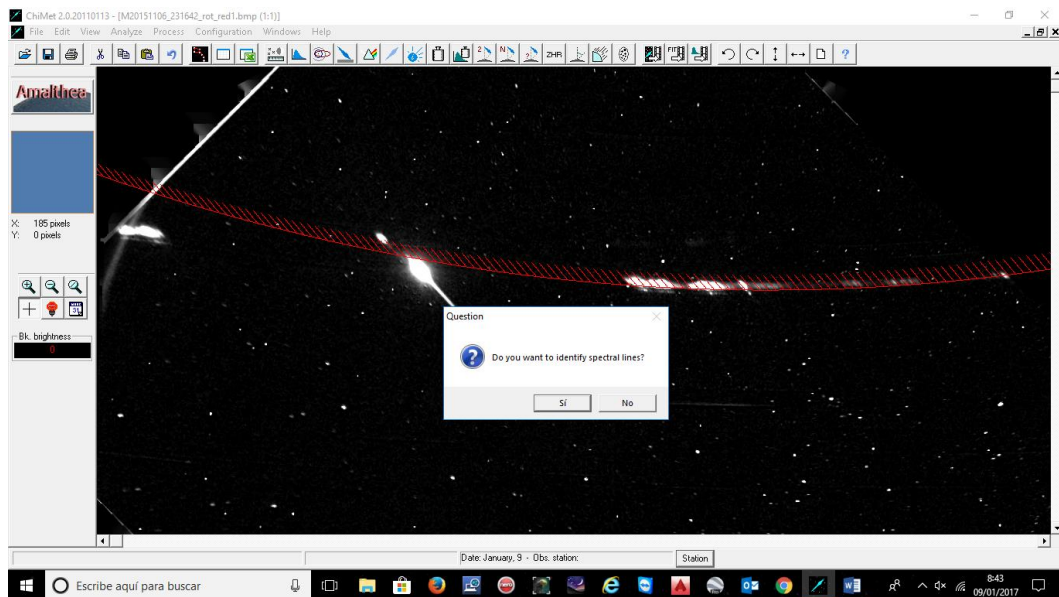 ChiMet 2.0.20110113 - [M20151106_231642_rot_red1.bmp (1:1)]
File Edit View Analyze Process Configuration Windows Help
ZHR
Amalthea
X: 185 pixels
Y: 0 pixels
Bk. brightness
0
Question
Do you want to identify spectral lines?
Sí No
Date: January, 9 - Obs. station: Station
Escribe aquí para buscar
8:43
09/01/2017